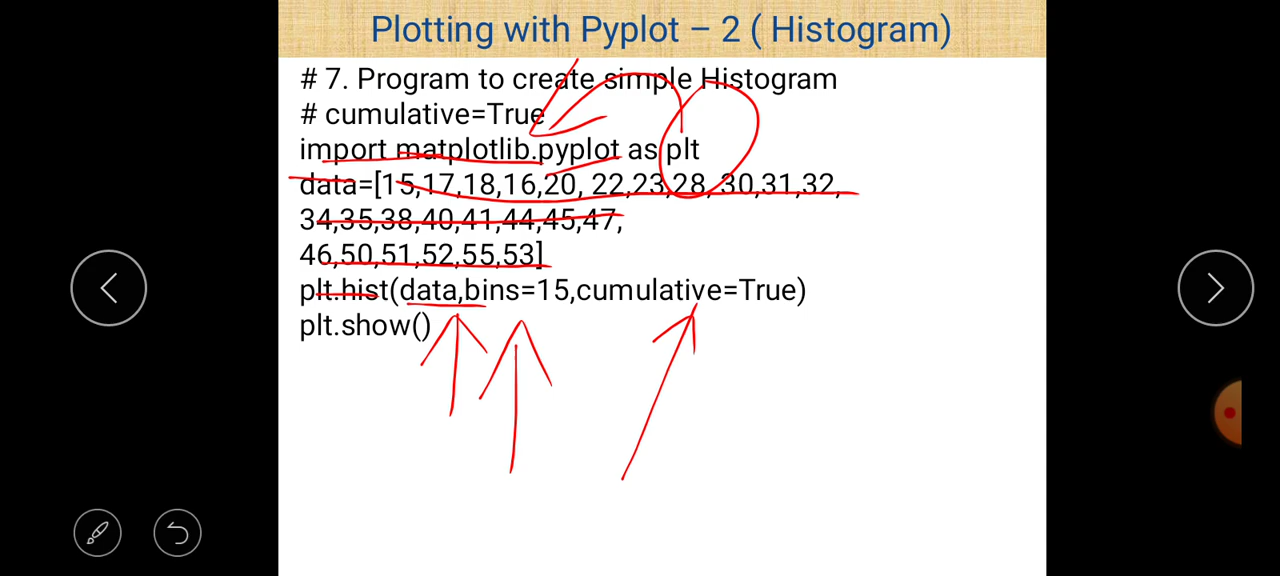 Plotting with Pyplot – 2 ( Histogram)
# 7. Program to create simple Histogram
# cumulative=True
import matplotlib.pyplot as plt
data=[15,17,18,16,20, 22,23,28,30,31,32,
34,35,38,40,41,44,45,47,
46,50,51,52,55,53]
plt.hist(data,bins=15,cumulative=True)
plt.show()